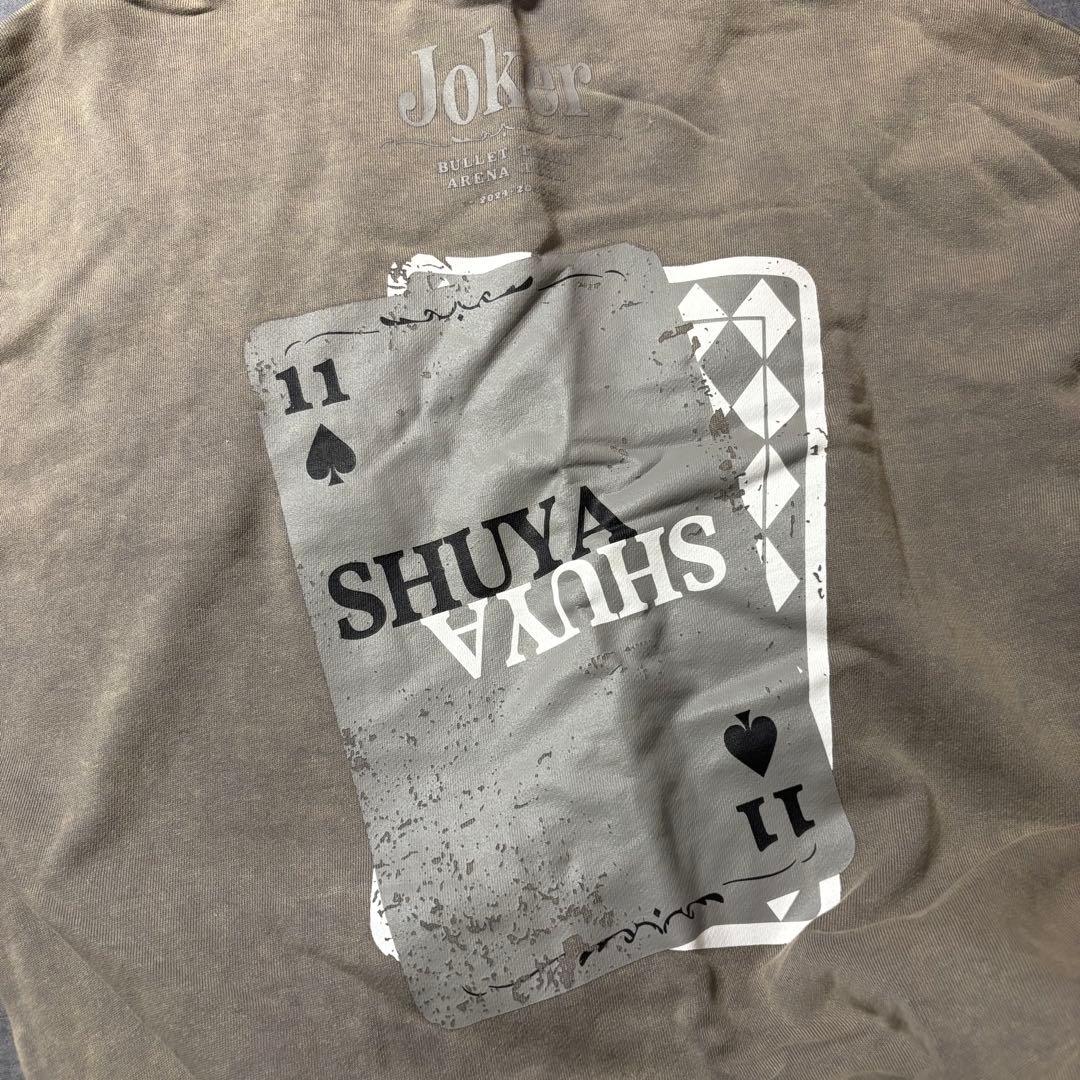 Joker
BULLET
ARENA
11
SHUYA
SHUYA
11